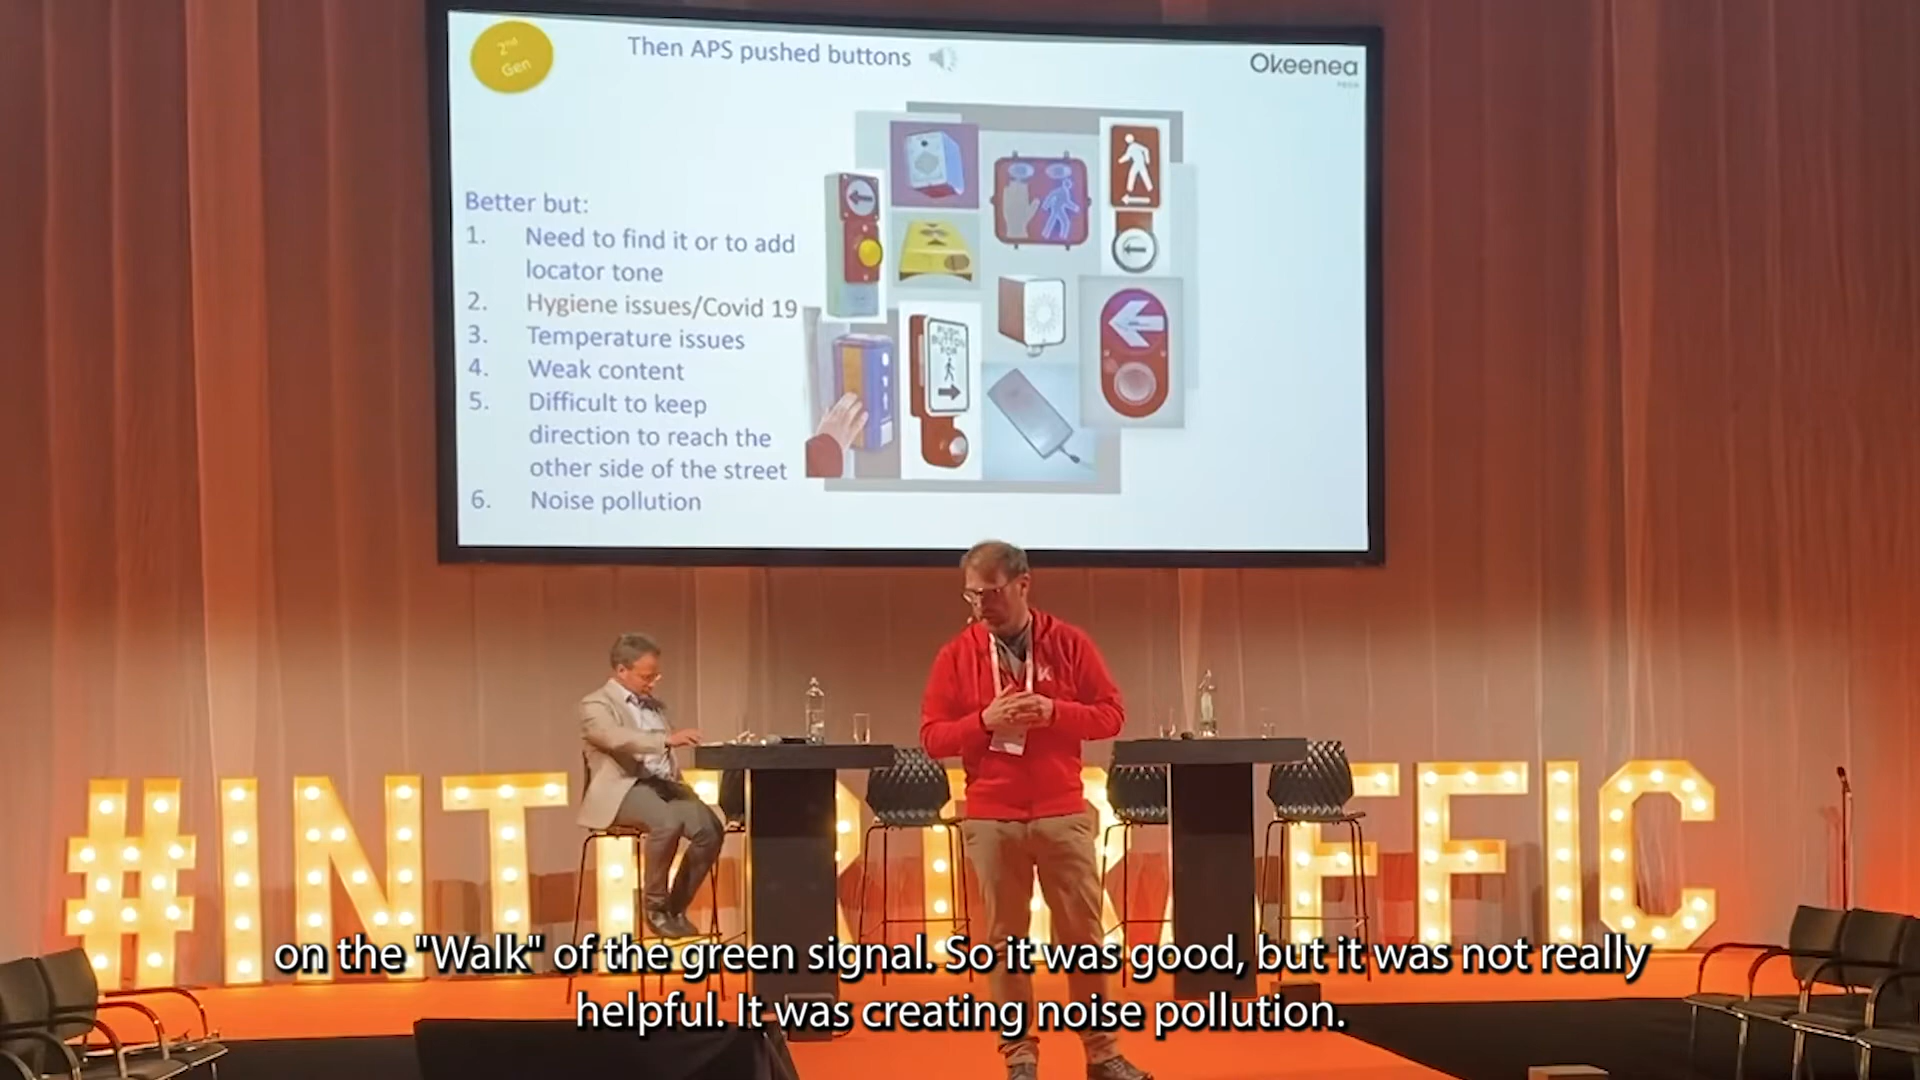 2nd
Gen
Then APS pushed buttons
Okeenea
TECH
Better but:
1. Need to find it or to add
locator tone
2. Hygiene issues/Covid 19
3. Temperature issues
4. Weak content
5. Difficult to keep
direction to reach the
other side of the street
6. Noise pollution
PUSH
BUTTON
FOR
#INTERTRAFFIC
on the "Walk" of the green signal. So it was good, but it was not really
helpful. It was creating noise pollution.